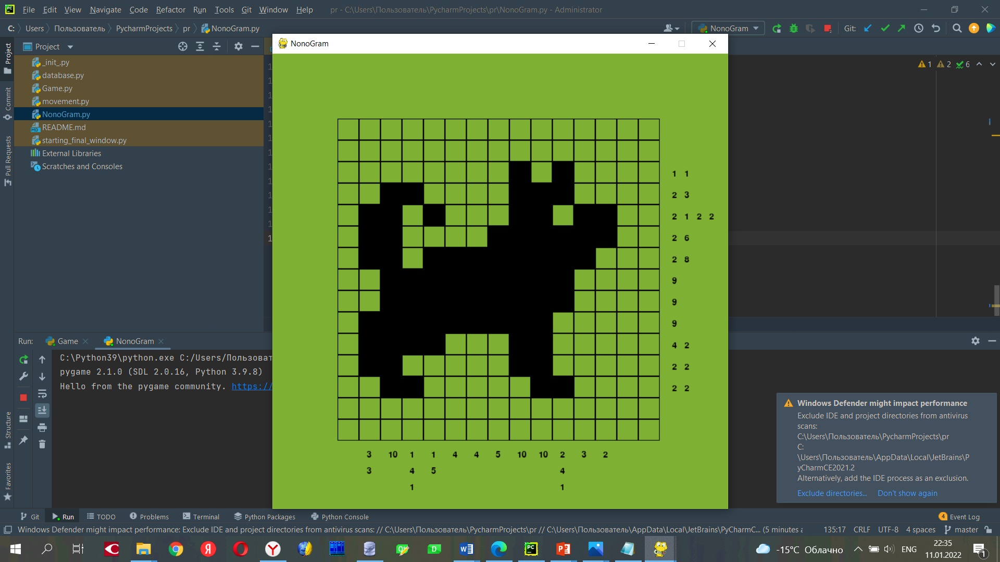 File Edit View Navigate Code Refactor Run Tools Git Window Help pr - C:\Users\Пользователь\PycharmProjects\pr\NonoGram.py - Administrator
C: Users Пользователь PycharmProjects pr NonoGram.py NonoGram Git:
NonoGram
Project
_init_.py
database.py
Game.py
movement.py
NonoGram.py
README.md
starting_final_window.py
External Libraries
Scratches and Consoles
Project
Commit
Pull Requests
Structure
Favorites
1 2 6
1 1
2 3
2 1 2 2
2 6
2 8
9
9
9
4 2
2 2
2 2
3 10 1 1 4 4 5 10 10 2 3 2
3 4 5 4
1 1
Run: Game NonoGram
C:\Python39\python.exe C:/Users/Пользоват
pygame 2.1.0 (SDL 2.0.16, Python 3.9.8)
Hello from the pygame community. https://
Windows Defender might impact performance
Exclude IDE and project directories from antivirus
scans:
C:\Users\Пользователь\PycharmProjects\pr
C:
\Users\Пользователь\AppData\Local\JetBrains\P
yCharmCE2021.2
Alternatively, add the IDE process as an exclusion.
Exclude directories... Don't show again
Git Run TODO Problems Terminal Python Packages Python Console 4 Event Log
Windows Defender might impact performance: Exclude IDE and project directories from antivirus scans: // C:\Users\Пользователь\PycharmProjects\pr // C:\Users\Пользователь\AppData\Local\JetBrains\PyCharmC... (5 minutes a 135:17 CRLF UTF-8 4 spaces master
-15°C Облачно ENG 22:35
11.01.2022
1